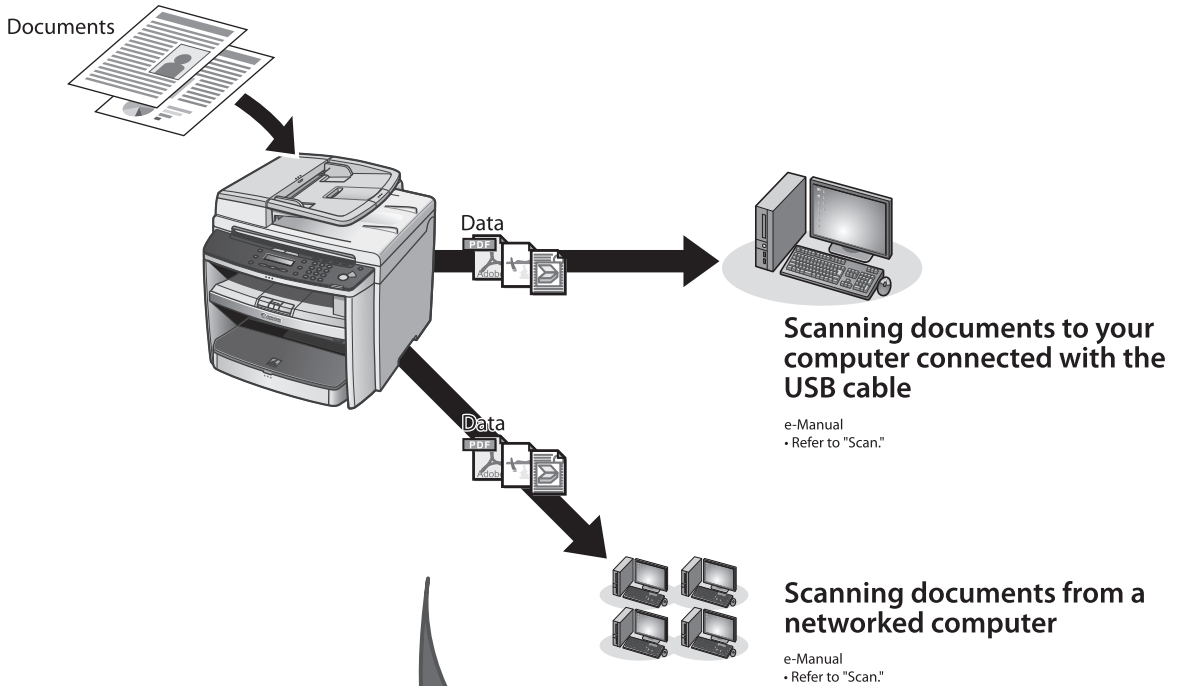 Documents
Data
PDF
Adobe
Scanning documents to your
computer connected with the
USB cable
e-Manual
• Refer to "Scan."
Data
PDF
Adobe
Scanning documents from a
networked computer
e-Manual
• Refer to "Scan."